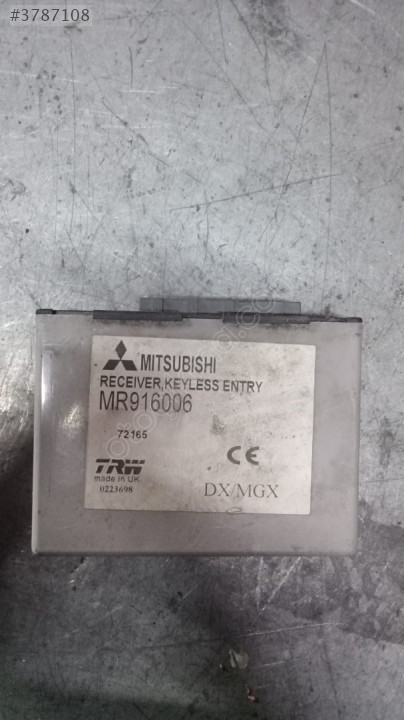 #3787108
MITSUBISHI
RECEIVER, KEYLESS ENTRY
MR916006
72165
CE
TRW
made in UK
0223698
DX/MGX